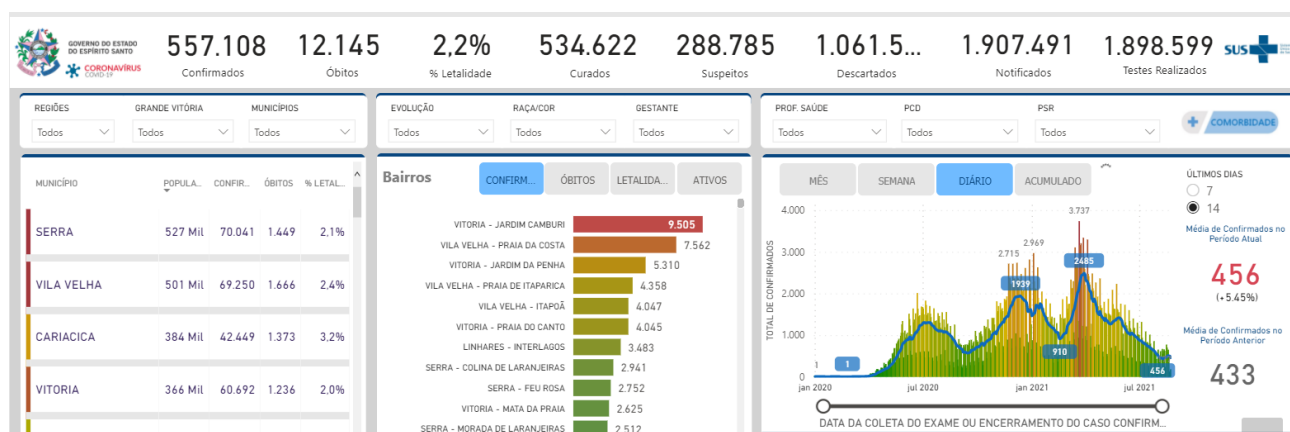 GOVERNO DO ESTADO
DO ESPÍRITO SANTO
CORONAVÍRUS
COVID-19
557.108
Confirmados
12.145
Óbitos
2,2%
% Letalidade
534.622
Curados
288.785
Suspeitos
1.061.5...
Descartados
1.907.491
Notificados
1.898.599
Testes Realizados
SUS
REGIÕES GRANDE VITÓRIA MUNICÍPIOS
Todos Todos Todos
EVOLUÇÃO RAÇA/COR GESTANTE
Todos Todos Todos
PROF. SAÚDE PCD PSR
Todos Todos Todos
+ COMORBIDADE
MUNICÍPIO POPULA... CONFIR... ÓBITOS % LETAL...
SERRA 527 Mil 70.041 1.449 2,1%
VILA VELHA 501 Mil 69.250 1.666 2,4%
CARIACICA 384 Mil 42.449 1.373 3,2%
VITORIA 366 Mil 60.692 1.236 2,0%
Bairros
CONFIRM... ÓBITOS LETALIDA... ATIVOS
VITORIA - JARDIM CAMBURI 9.505
VILA VELHA - PRAIA DA COSTA 7.562
VITORIA - JARDIM DA PENHA 5.310
VILA VELHA - PRAIA DE ITAPARICA 4.358
VILA VELHA - ITAPOÃ 4.047
VITORIA - PRAIA DO CANTO 4.045
LINHARES - INTERLAGOS 3.483
SERRA - COLINA DE LARANJEIRAS 2.941
SERRA - FEU ROSA 2.752
VITORIA - MATA DA PRAIA 2.625
SERRA - MORADA DE LARANJEIRAS 2.512
MÊS SEMANA DIÁRIO ACUMULADO
TOTAL DE CONFIRMADOS
4.000
3.000
2.000
1.000
0
3.737
2.715
2.969
2485
1939
910
1
1
456
jan 2020 jul 2020 jan 2021 jul 2021
DATA DA COLETA DO EXAME OU ENCERRAMENTO DO CASO CONFIRM...
ÚLTIMOS DIAS
7
14
Média de Confirmados no
Período Atual
456
(+5.45%)
Média de Confirmados no
Período Anterior
433